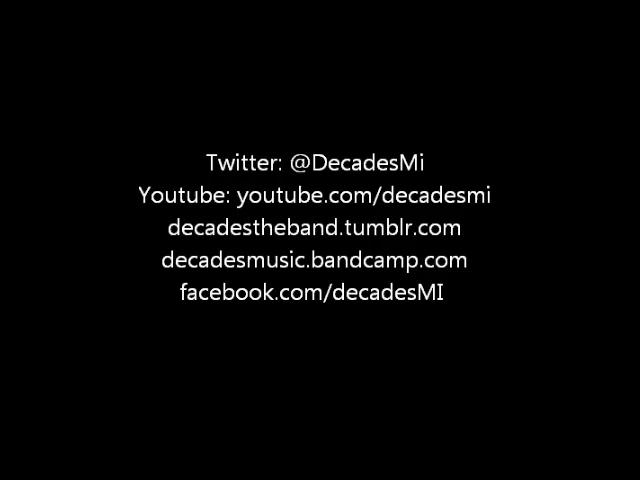 Twitter: @DecadesMi
Youtube: youtube.com/decadesmi
decadestheband.tumblr.com
decadesmusic.bandcamp.com
facebook.com/decadesMI